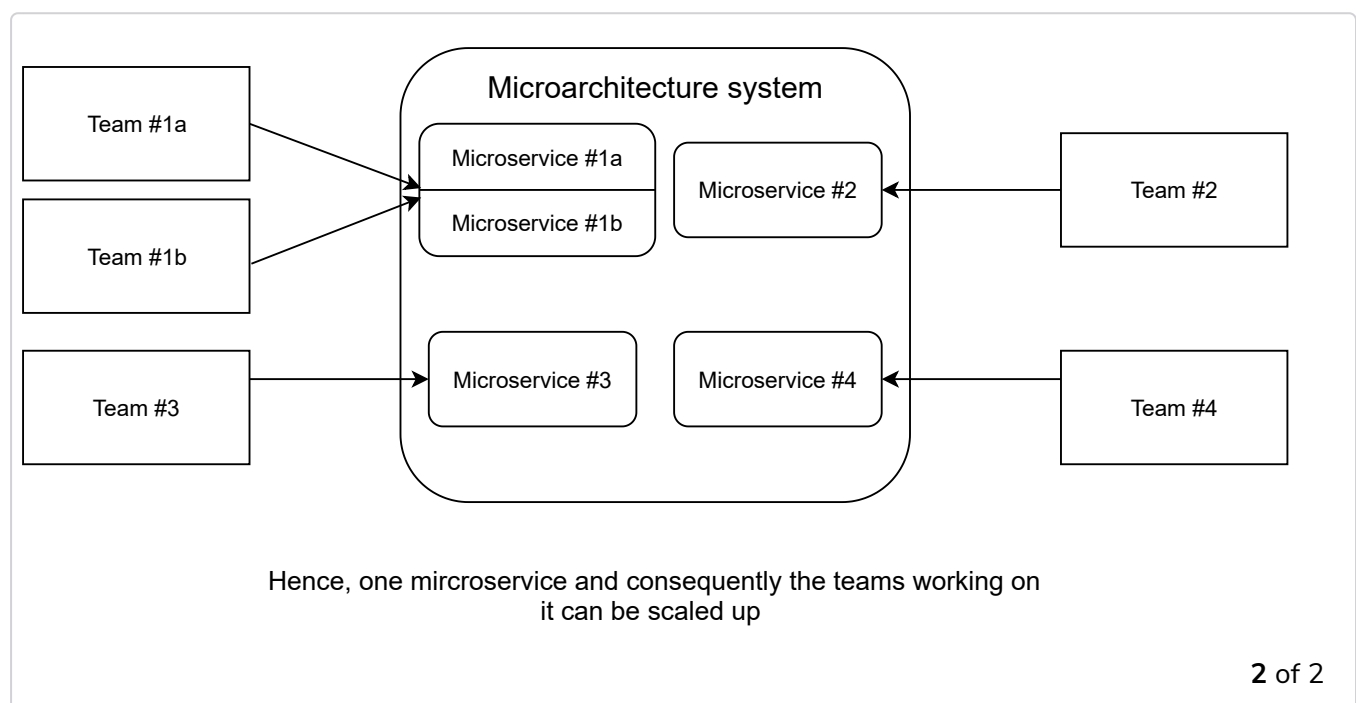 Microarchitecture system
Team #1a
Microservice #1a
Microservice #2
Team #2
Microservice #1b
Team #1b
Microservice #3
Microservice #4
Team #3
Team #4
Hence, one mircroservice and consequently the teams working on
it can be scaled up
2 of 2